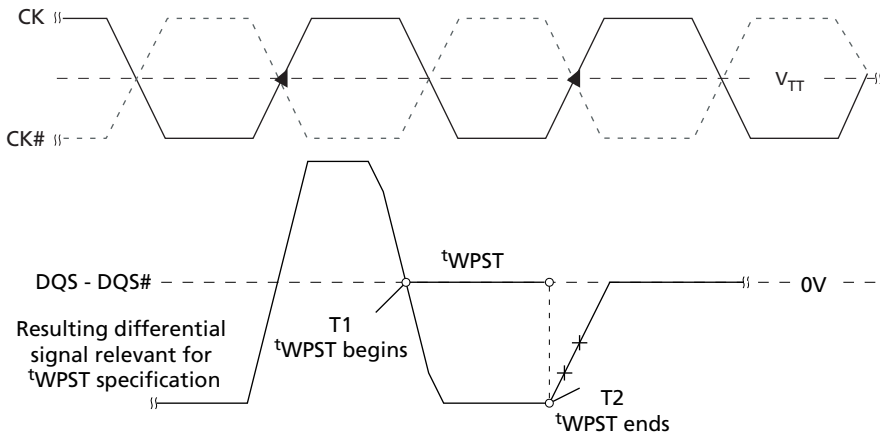 CK
V_TT
CK#
tWPST
DQS - DQS#
0V
Resulting differential
signal relevant for
tWPST specification
T1
tWPST begins
T2
tWPST ends